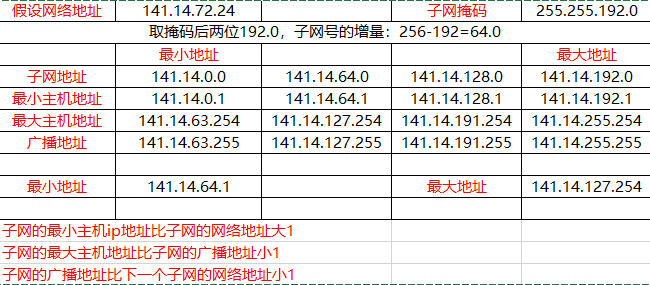 假设网络地址 141.14.72.24 子网掩码 255.255.192.0
取掩码后两位192.0，子网号的增量：256-192=64.0
最小地址 最大地址
子网地址 141.14.0.0 141.14.64.0 141.14.128.0 141.14.192.0
最小主机地址 141.14.0.1 141.14.64.1 141.14.128.1 141.14.192.1
最大主机地址 141.14.63.254 141.14.127.254 141.14.191.254 141.14.255.254
广播地址 141.14.63.255 141.14.127.255 141.14.191.255 141.14.255.255
最小地址 141.14.64.1 最大地址 141.14.127.254
子网的最小主机ip地址比子网的网络地址大1
子网的最大主机地址比子网的广播地址小1
子网的广播地址比下一个子网的网络地址小1